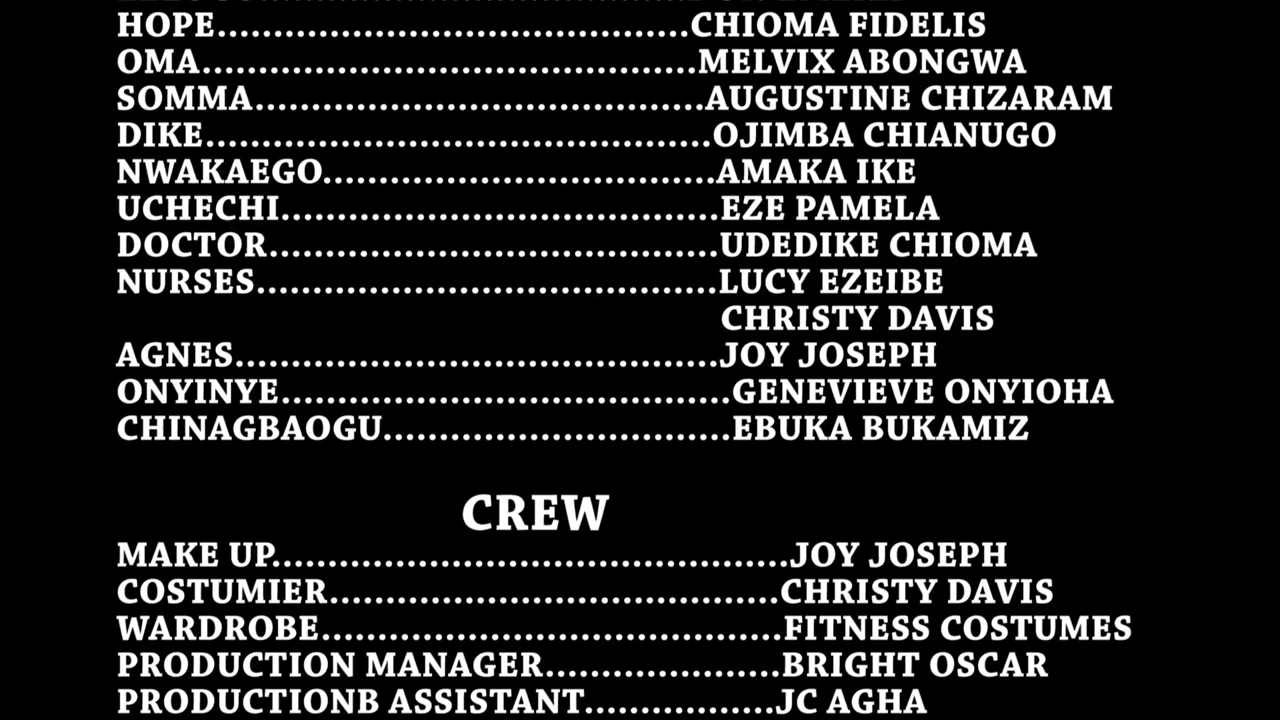 HOPE..........................................CHIOMA FIDELIS
OMA............................................MELVIX ABONGWA
SOMMA........................................AUGUSTINE CHIZARAM
DIKE.............................................OJIMBA CHIANUGO
NWAKAEGO...................................AMAKA IKE
UCHECHI.......................................EZE PAMELA
DOCTOR........................................UDEDIKE CHIOMA
NURSES.........................................LUCY EZEIBE
CHRISTY DAVIS
AGNES...........................................JOY JOSEPH
ONYINYE........................................GENEVIEVE ONYIOHA
CHINAGBAOGU...............................EBUKA BUKAMIZ
CREW
MAKE UP..............................................JOY JOSEPH
COSTUMIER........................................CHRISTY DAVIS
WARDROBE.........................................FITNESS COSTUMES
PRODUCTION MANAGER.....................BRIGHT OSCAR
PRODUCTIONB ASSISTANT.................JC AGHA